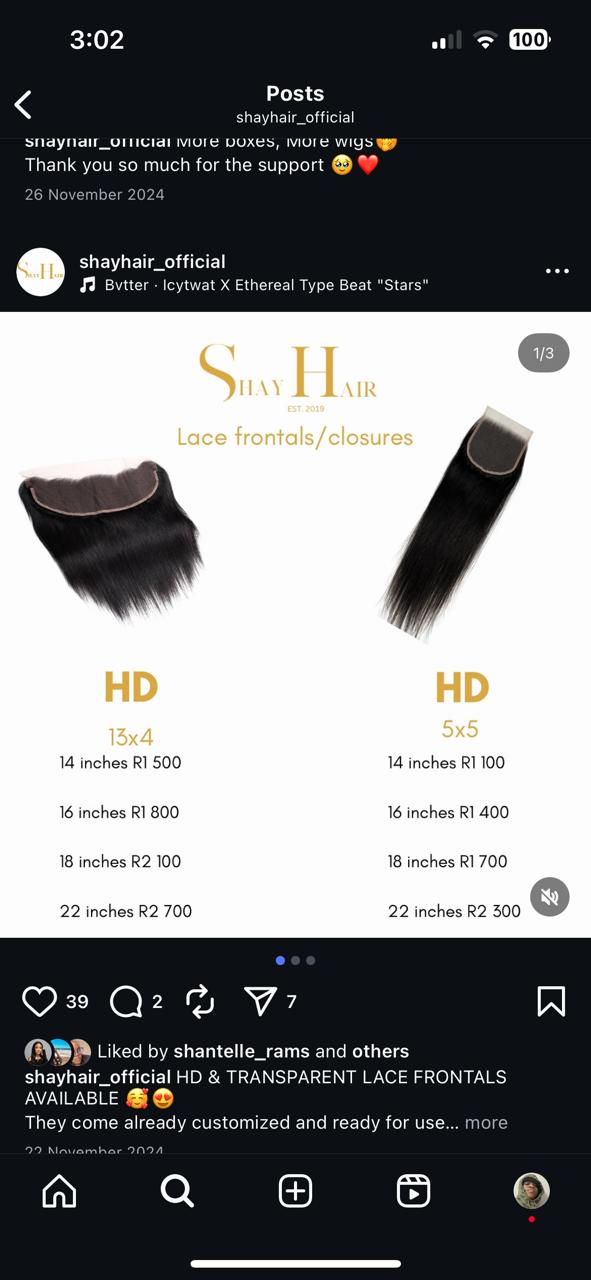 3:02
100
Posts
shayhair_official
shayhair_official More boxes, More wigs🤭
Thank you so much for the support 🥹❤️
26 November 2024
SHAY HAIR
shayhair_official
Bvtter · Icytwat X Ethereal Type Beat "Stars"
1/3
SHAY HAIR
EST. 2019
Lace frontals/closures
HD
13x4
14 inches R1 500
16 inches R1 800
18 inches R2 100
22 inches R2 700
HD
5x5
14 inches R1 100
16 inches R1 400
18 inches R1 700
22 inches R2 300
39
2
7
Liked by shantelle_rams and others
shayhair_official HD & TRANSPARENT LACE FRONTALS
AVAILABLE 🥰😍
They come already customized and ready for use... more
22 November 2024